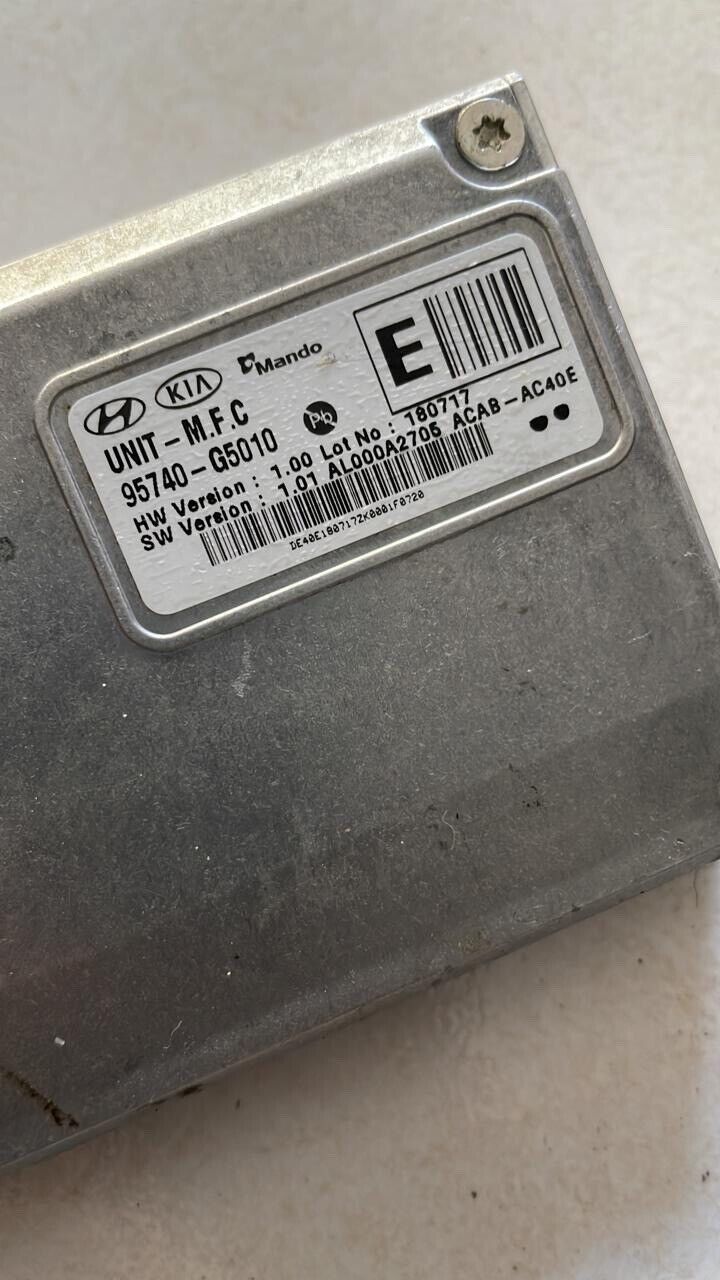 KIA
Mando
E
UNIT-M.F.C
95740-G5010
Pb
HW Version : 1.00 Lot No : 180717
SW Version : 1.01 AL000A2705 ACAB-AC40E
DE40E180717ZK0001F0720